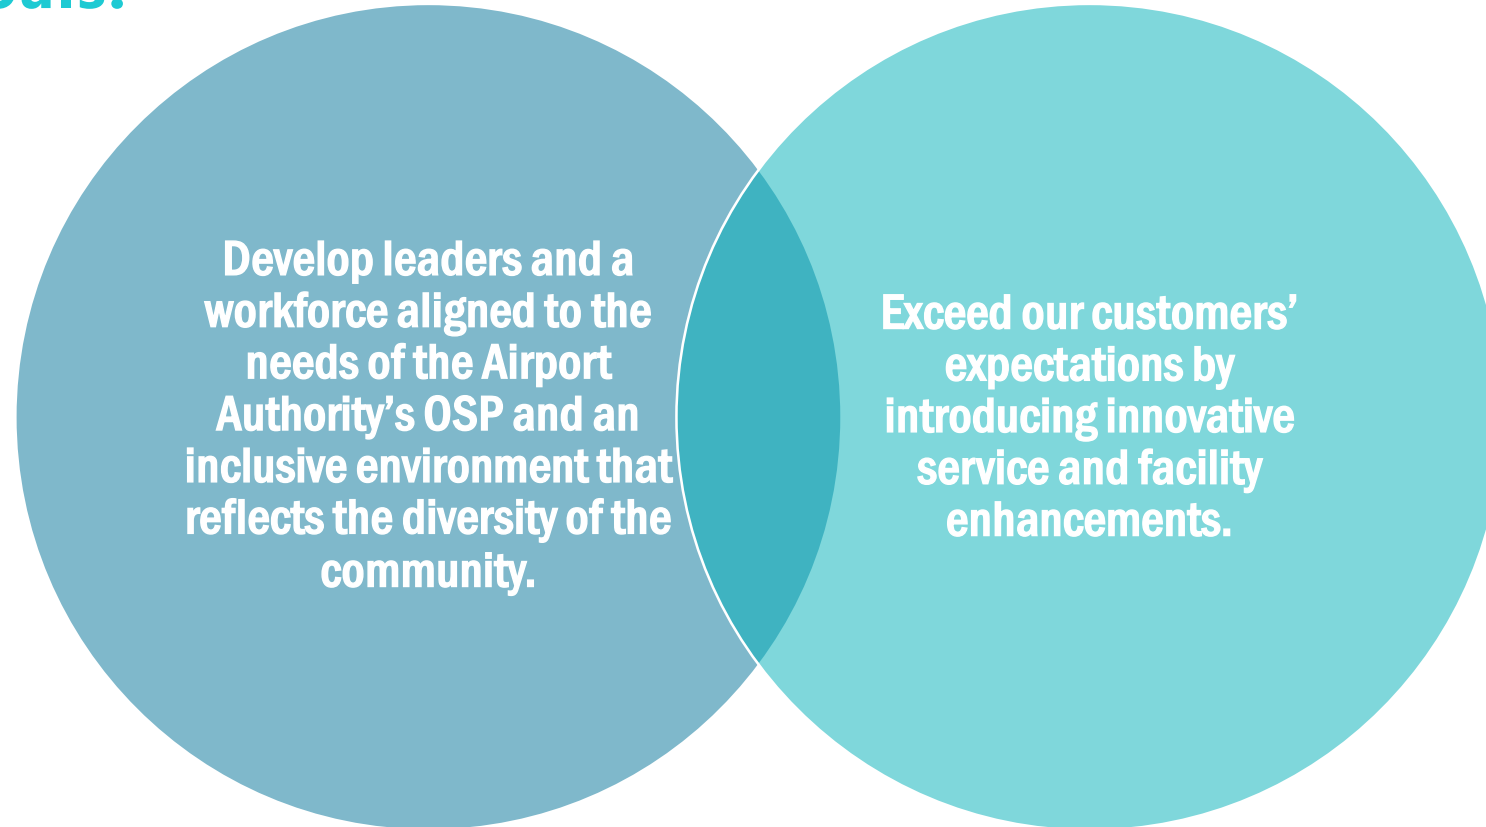 Develop leaders and a
workforce aligned to the
needs of the Airport
Authority’s OSP and an
inclusive environment that
reflects the diversity of the
community.
Exceed our customers’
expectations by
introducing innovative
service and facility
enhancements.